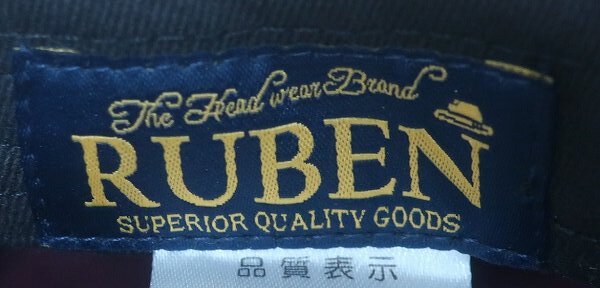 The Head wear Brand
RUBEN
SUPERIOR QUALITY GOODS
品質表示